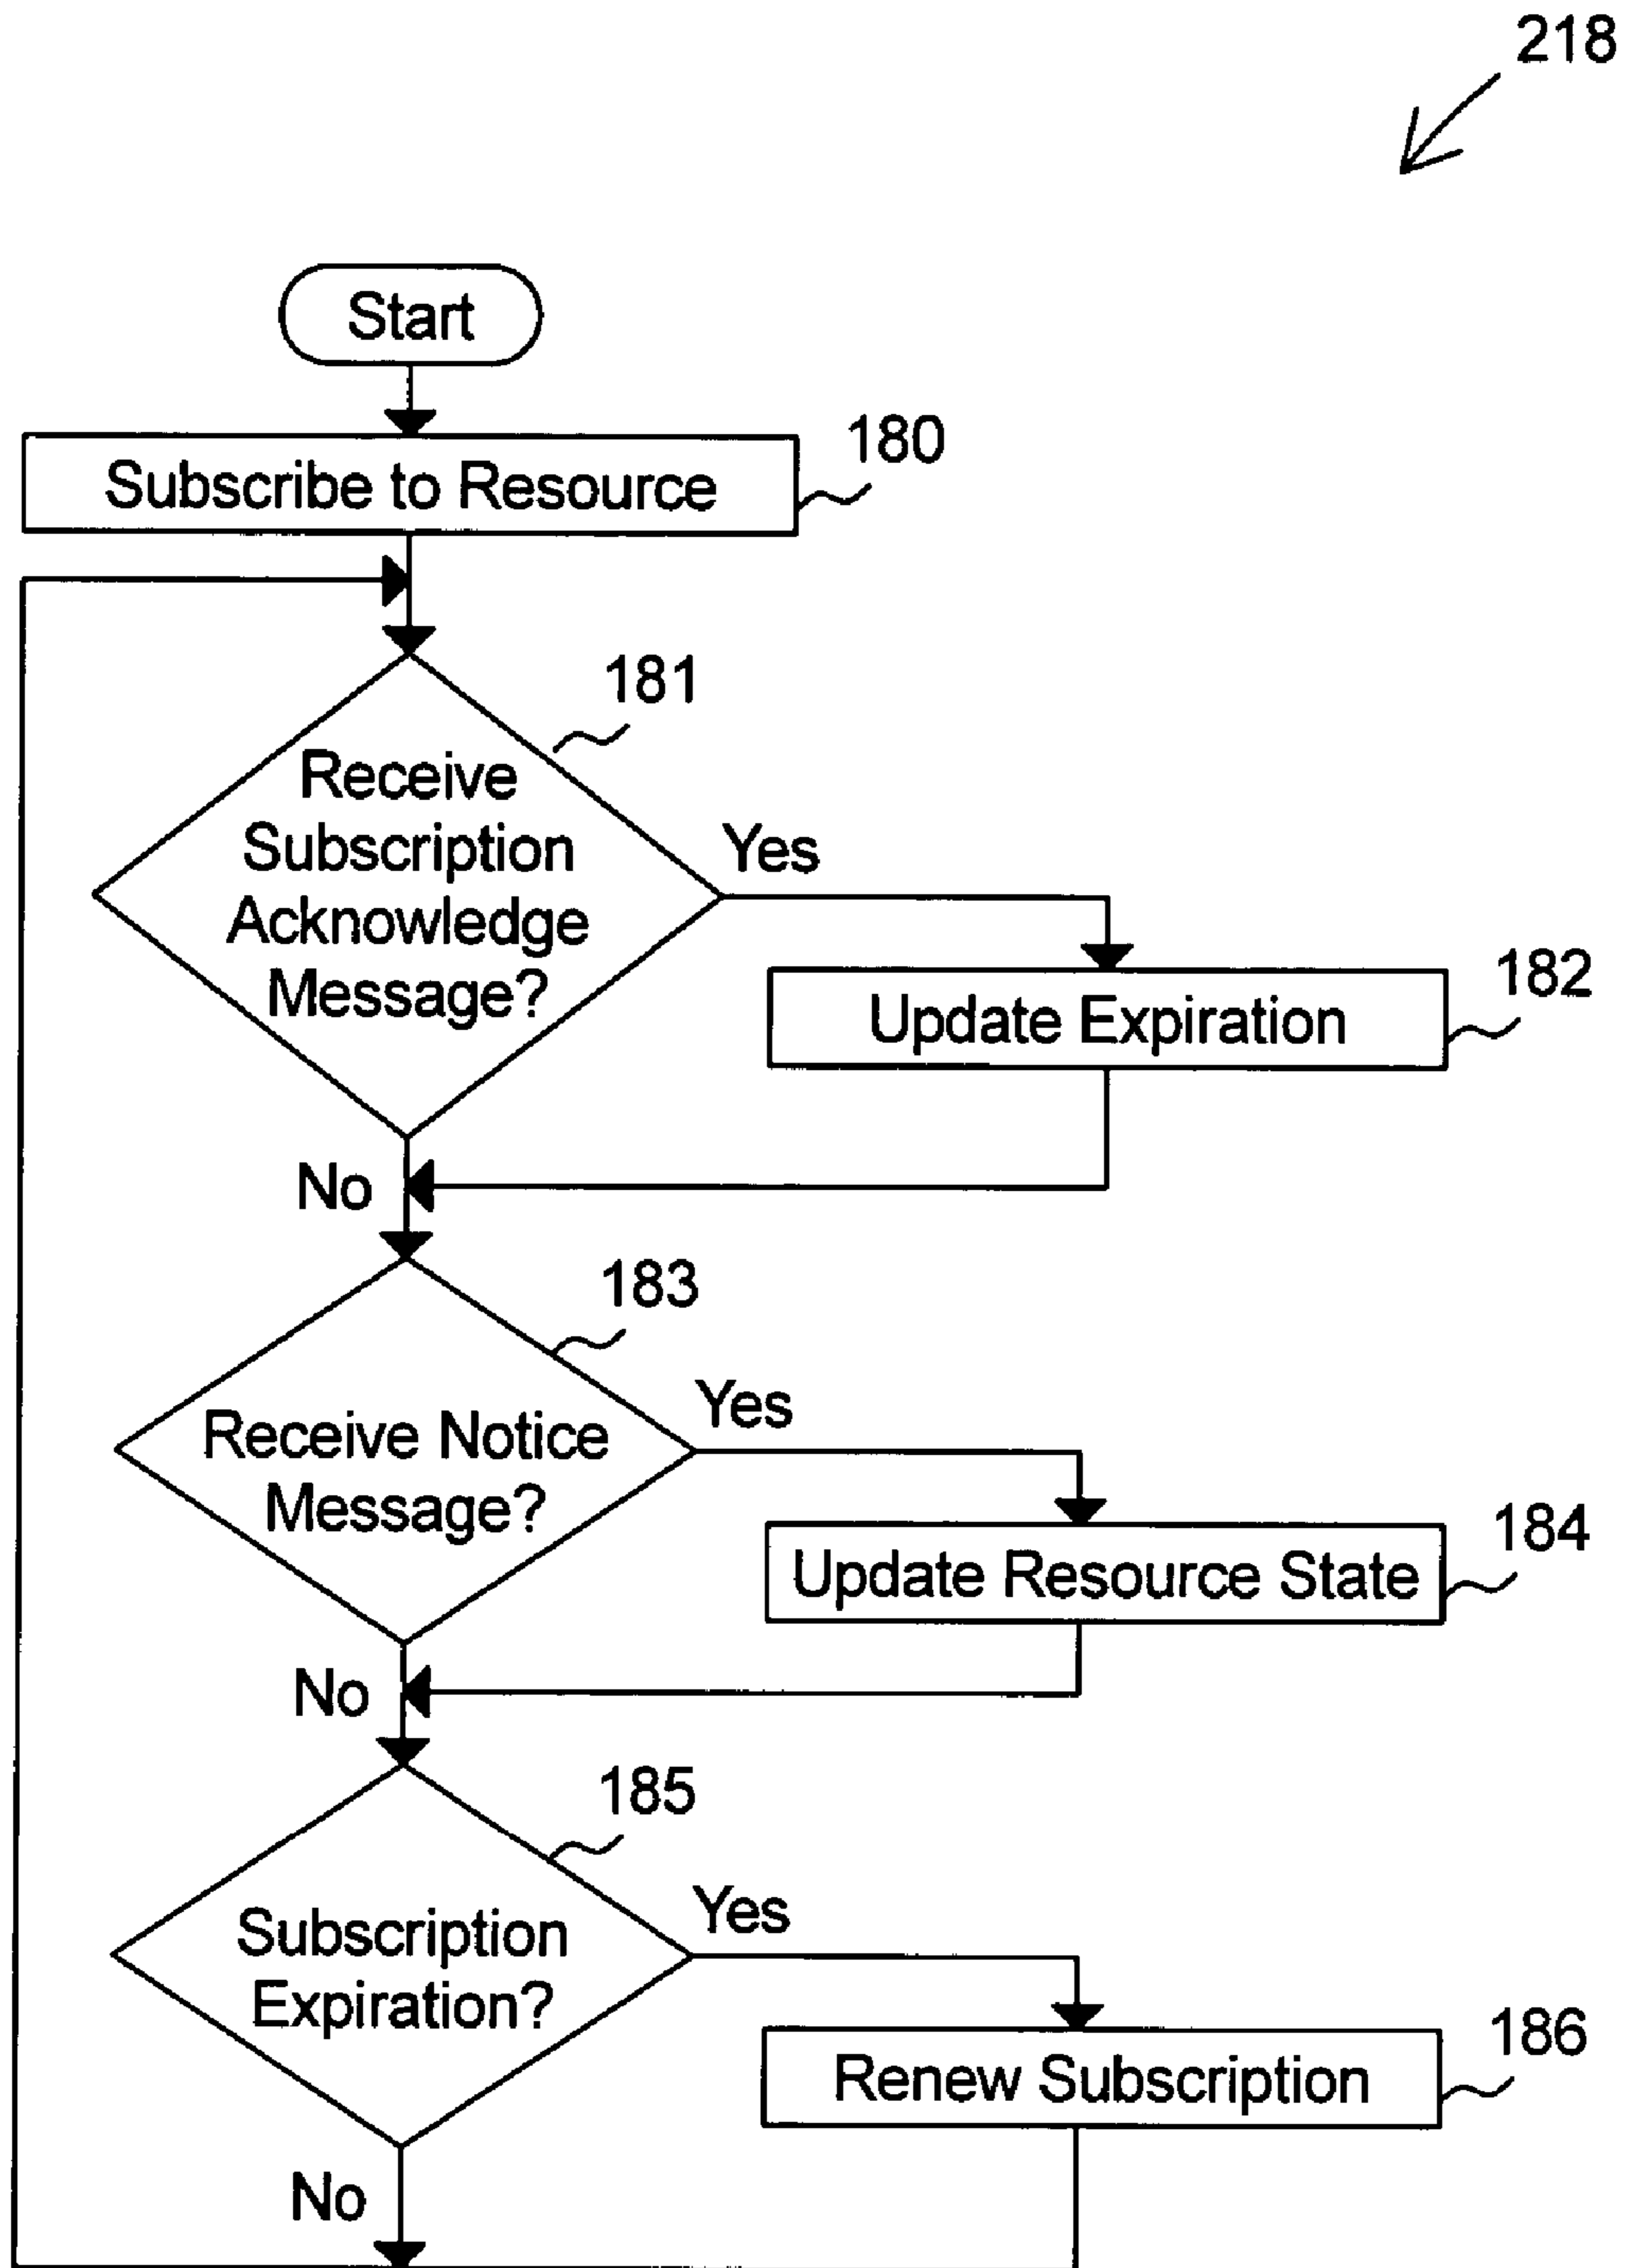 218
Start
Subscribe to Resource
180
181
Receive
Subscription
Acknowledge
Message?
Yes
Update Expiration
182
No
183
Receive Notice
Message?
Yes
Update Resource State
184
No
185
Subscription
Expiration?
Yes
Renew Subscription
186
No